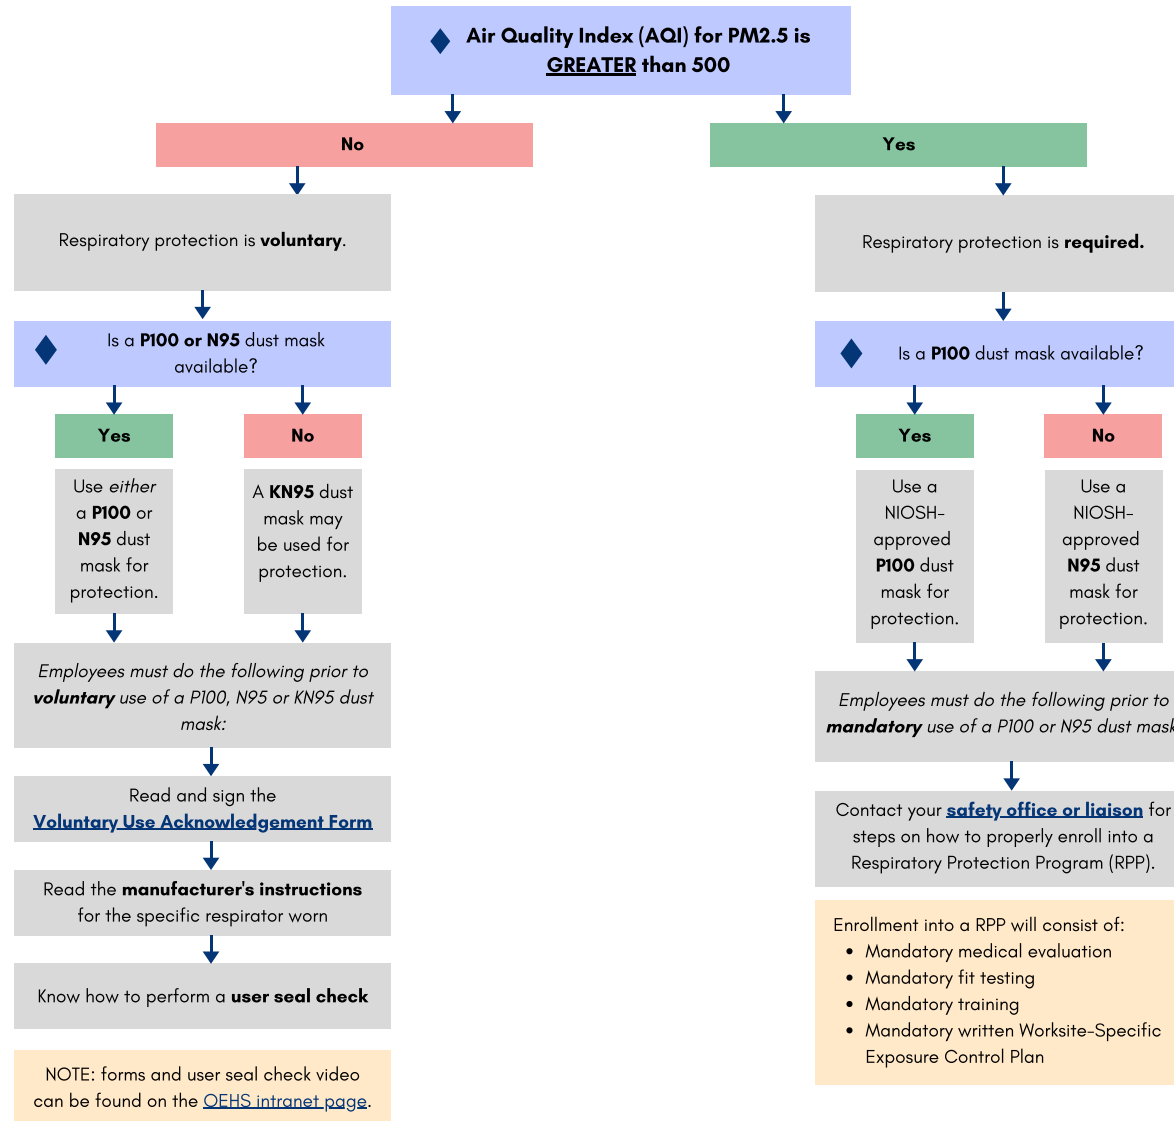 Air Quality Index (AQI) for PM2.5 is
GREATER than 500
No
Yes
Respiratory protection is voluntary.
Respiratory protection is required.
Is a P100 or N95 dust mask
available?
Is a P100 dust mask available?
Yes
No
Yes
No
Use either
a P100 or
N95 dust
mask for
protection.
A KN95 dust
mask may
be used for
protection.
Use a
NIOSH-
approved
P100 dust
mask for
protection.
Use a
NIOSH-
approved
N95 dust
mask for
protection.
Employees must do the following prior to
voluntary use of a P100, N95 or KN95 dust
mask:
Employees must do the following prior to
mandatory use of a P100 or N95 dust mask
Read and sign the
Voluntary Use Acknowledgement Form
Contact your safety office or liaison for
steps on how to properly enroll into a
Respiratory Protection Program (RPP).
Read the manufacturer's instructions
for the specific respirator worn
Know how to perform a user seal check
Enrollment into a RPP will consist of:
• Mandatory medical evaluation
• Mandatory fit testing
• Mandatory training
• Mandatory written Worksite-Specific
Exposure Control Plan
NOTE: forms and user seal check video
can be found on the OEHS intranet page.